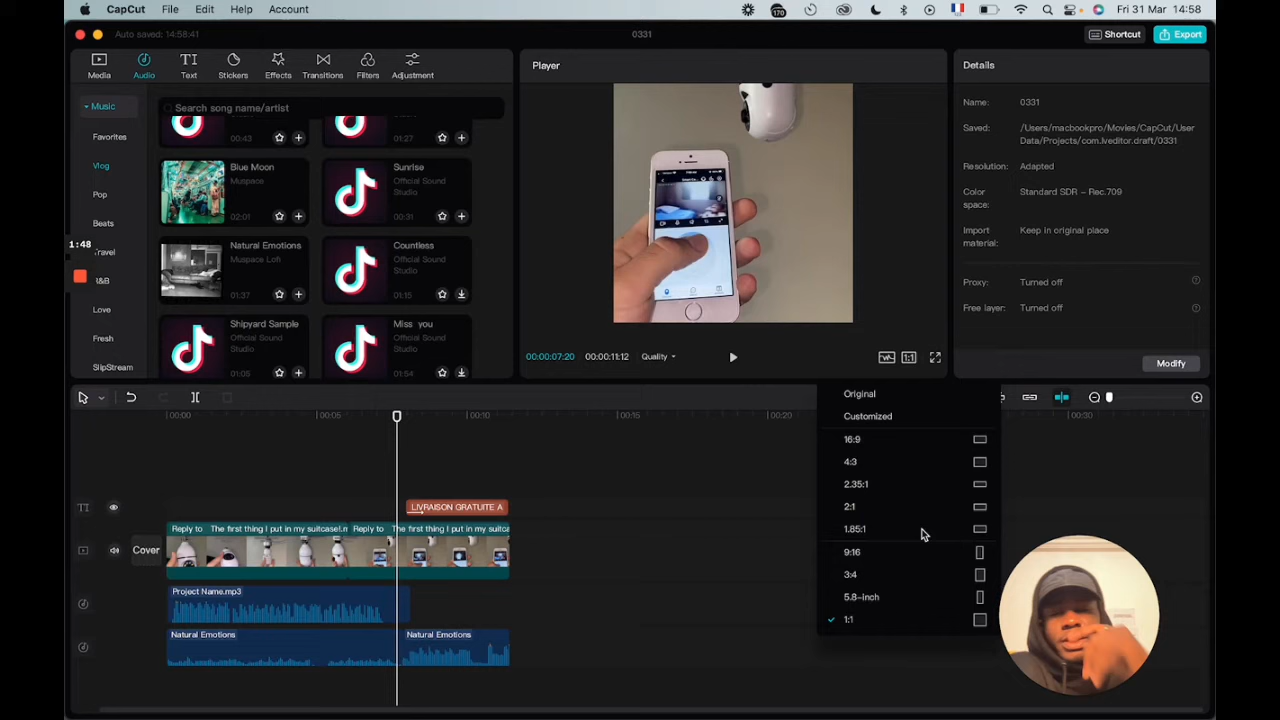 CapCut File Edit Help Account
170
Fri 31 Mar 14:58
Auto saved: 14:58:41
0331
Shortcut
Export
Media
Audio
Text
Stickers
Effects
Transitions
Filters
Adjustment
Music
Favorites
Vlog
Pop
Beats
ravel
&B
Love
Fresh
SlipStream
1:48
Search song name/artist
00:43
01:27
Blue Moon
Muspace
02:01
Sunrise
Official Sound
Studio
00:31
Natural Emotions
Muspace Lofi
01:37
Countless
Official Sound
Studio
01:15
Shipyard Sample
Official Sound
Studio
01:05
Miss you
Official Sound
Studio
01:54
Player
00:00:07:20
00:00:11:12
Quality
1:1
Details
Name:
0331
Saved:
/Users/macbookpro/Movies/CapCut/User
Data/Projects/com.lveditor.draft/0331
Resolution:
Adapted
Color
space:
Standard SDR - Rec.709
Import
material:
Keep in original place
Proxy:
Turned off
Free layer:
Turned off
Modify
00:00
00:05
00:10
00:15
00:20
00:30
Original
Customized
16:9
4:3
2.35:1
2:1
1.85:1
9:16
3:4
5.8-inch
1:1
TI
LIVRAISON GRATUITE A
Cover
Reply to
The first thing I put in my suitcase!.m
Reply to
The first thing I put in my suitca
Project Name.mp3
Natural Emotions
Natural Emotions